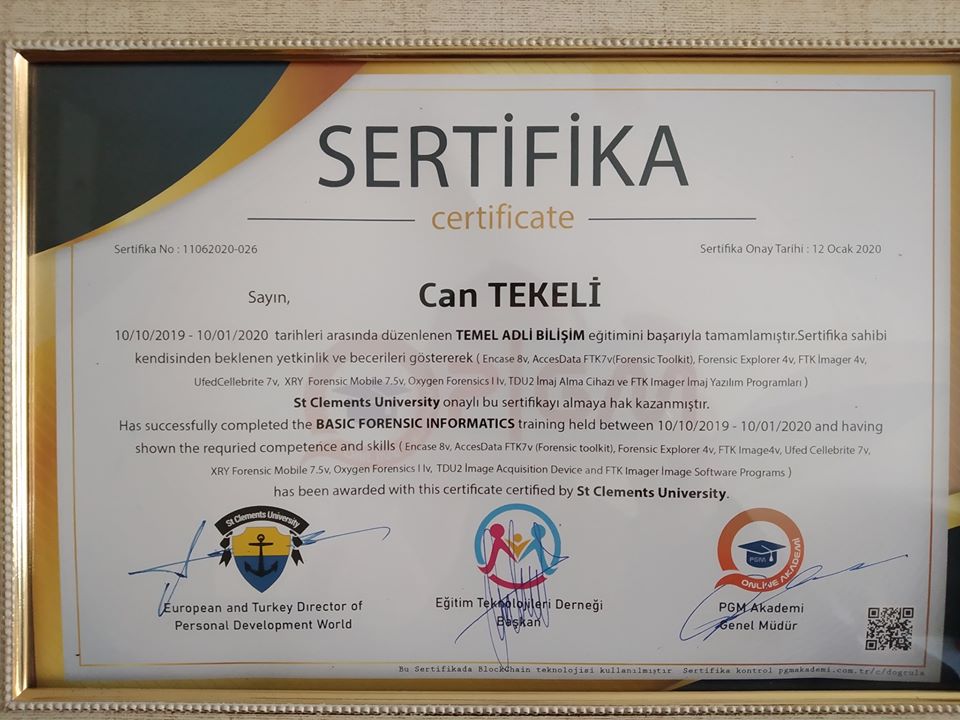 SERTİFİKA
certificate
Sertifika No : 11062020-026
Sertifika Onay Tarihi : 12 Ocak 2020
Sayın,
Can TEKELİ
10/10/2019 - 10/01/2020 tarihleri arasında düzenlenen TEMEL ADLİ BİLİŞİM eğitimini başarıyla tamamlamıştır.Sertifika sahibi
kendisinden beklenen yetkinlik ve becerileri göstererek ( Encase 8v, AccesData FTK7v(Forensic Toolkit), Forensic Explorer 4v, FTK İmager 4v,
UfedCellebrite 7v, XRY Forensic Mobile 7.5v, Oxygen Forensics I Iv, TDU2 İmaj Alma Cihazı ve FTK Imager İmaj Yazılım Programları )
St Clements University onaylı bu sertifikayı almaya hak kazanmıştır.
Has successfully completed the BASIC FORENSIC INFORMATICS training held between 10/10/2019 - 10/01/2020 and having
shown the requried competence and skills ( Encase 8v, AccesData FTK7v (Forensic toolkit), Forensic Explorer 4v, FTK Image4v, Ufed Cellebrite 7v,
XRY Forensic Mobile 7.5v, Oxygen Forensics I Iv, TDU2 İmage Acquisition Device and FTK Imager İmage Software Programs )
has been awarded with this certificate certified by St Clements University.
St Clements University
PGM
ONLİNE AKADEMİ
European and Turkey Director of
Personal Development World
Eğitim Teknolojileri Derneği
Başkan
PGM Akademi
Genel Müdür
Bu Sertifikada BlockChain teknolojisi kullanılmıştır Sertifika kontrol pgmakademi.com.tr/c/dogrula